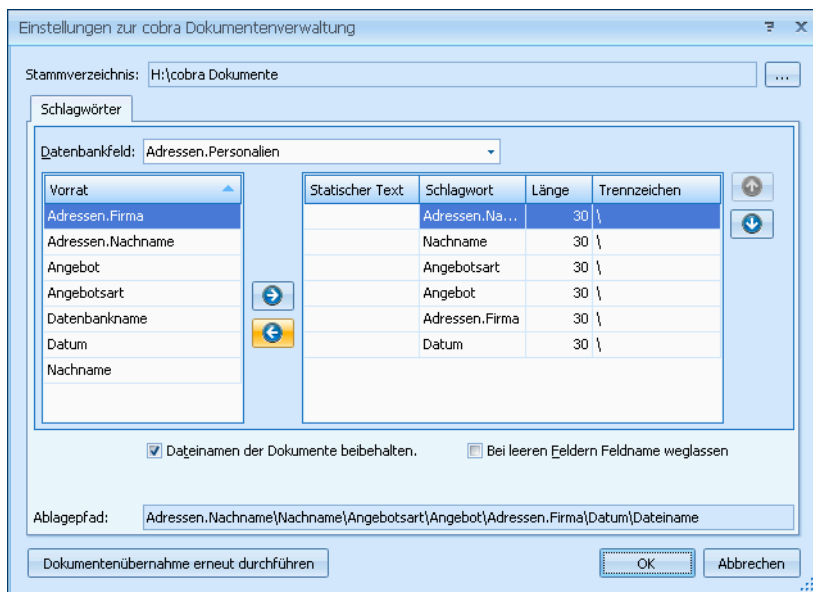 Einstellungen zur cobra Dokumentenverwaltung
Stammverzeichnis: H:\cobra Dokumente ...
Schlagwörter
Datenbankfeld: Adressen.Personalien
Vorrat Statischer Text Schlagwort Länge Trennzeichen
Adressen.Firma Adressen.Na... 30 \
Adressen.Nachname Nachname 30 \
Angebot Angebotsart 30 \
Angebotsart Angebot 30 \
Datenbankname Adressen.Firma 30 \
Datum Datum 30 \
Nachname
Dateinamen der Dokumente beibehalten. Bei leeren Feldern Feldname weglassen
Ablagepfad: Adressen.Nachname\Nachname\Angebotsart\Angebot\Adressen.Firma\Datum\Dateiname
Dokumentenübernahme erneut durchführen OK Abbrechen